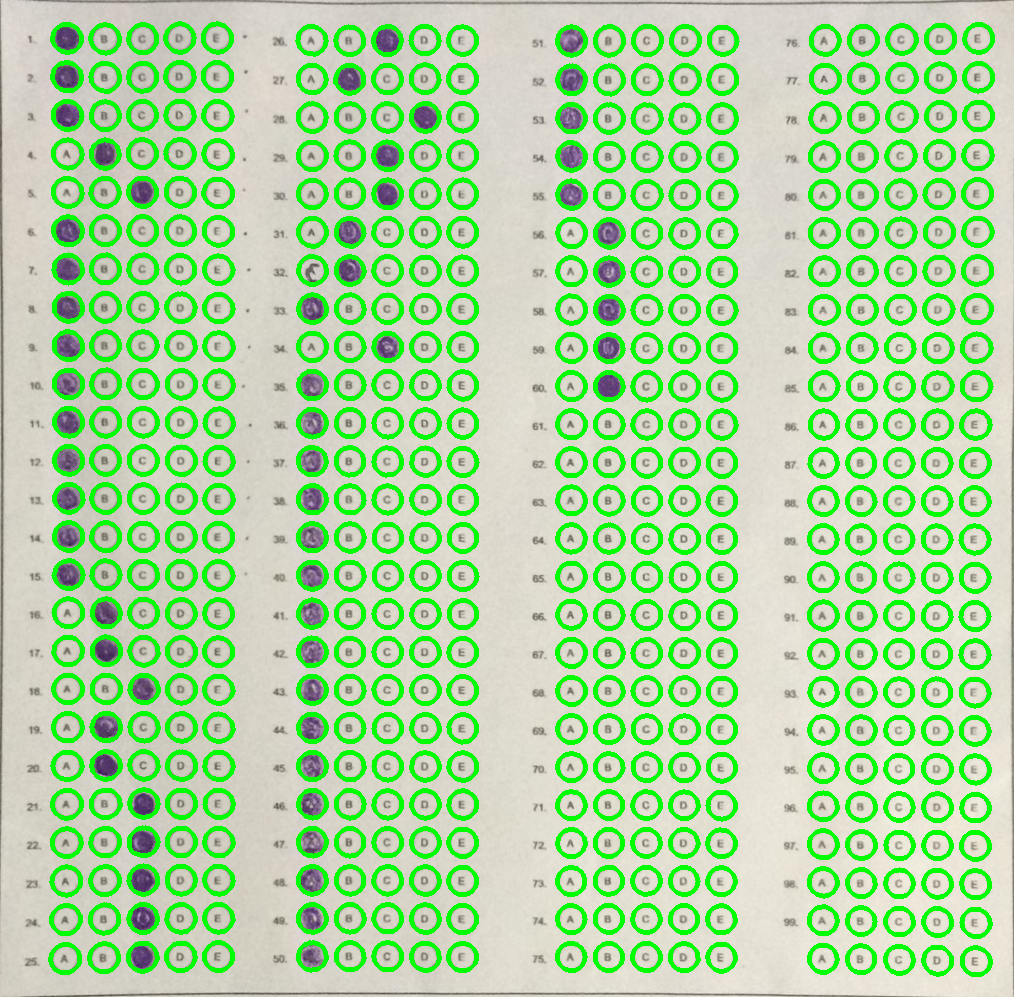 1. B C D E
2. B C D E
3. B C D E
4. A C D E
5. A B D E
6. B C D E
7. B C D E
8. B C D E
9. B C D E
10. B C D E
11. B C D E
12. B C D E
13. B C D E
14. B C D E
15. B C D E
16. A C D E
17. A C D E
18. A B D E
19. A C D E
20. A C D E
21. A B D E
22. A B D E
23. A B D E
24. A B D E
25. A B D E
26. A B D E
27. A C D E
28. A B C E
29. A B D E
30. A B D E
31. A C D E
32. C D E
33. B C D E
34. A B D E
35. B C D E
36. B C D E
37. B C D E
38. B C D E
39. B C D E
40. B C D E
41. B C D E
42. B C D E
43. B C D E
44. B C D E
45. B C D E
46. B C D E
47. B C D E
48. B C D E
49. B C D E
50. B C D E
51. B C D E
52. B C D E
53. B C D E
54. B C D E
55. B C D E
56. A C D E
57. A C D E
58. A C D E
59. A C D E
60. A C D E
61. A B C D E
62. A B C D E
63. A B C D E
64. A B C D E
65. A B C D E
66. A B C D E
67. A B C D E
68. A B C D E
69. A B C D E
70. A B C D E
71. A B C D E
72. A B C D E
73. A B C D E
74. A B C D E
75. A B C D E
76. A B C D E
77. A B C D E
78. A B C D E
79. A B C D E
80. A B C D E
81. A B C D E
82. A B C D E
83. A B C D E
84. A B C D E
85. A B C D E
86. A B C D E
87. A B C D E
88. A B C D E
89. A B C D E
90. A B C D E
91. A B C D E
92. A B C D E
93. A B C D E
94. A B C D E
95. A B C D E
96. A B C D E
97. A B C D E
98. A B C D E
99. A B C D E
A B C D E